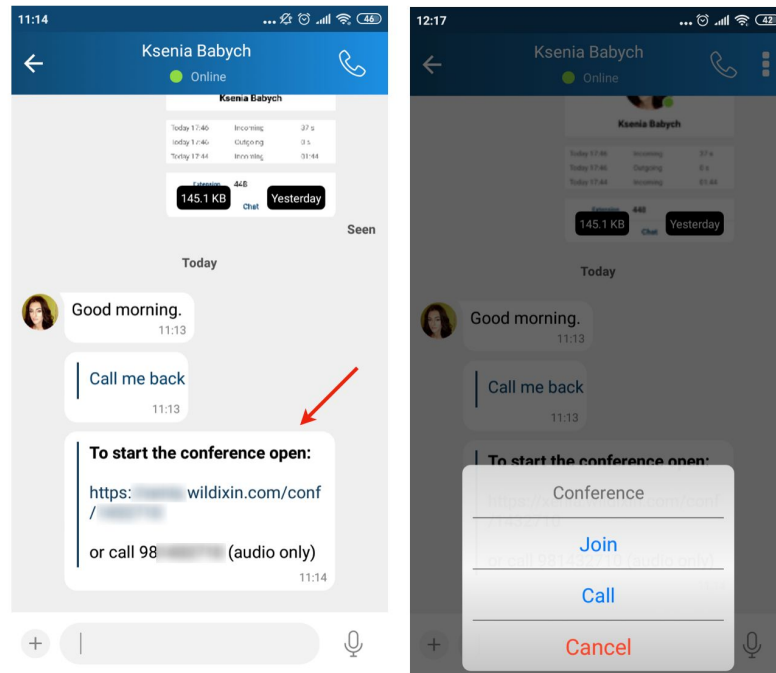 11:14
46
Ksenia Babych
Online
Ksenia Babych
Today 17:46 Incoming 37 s
Today 17:46 Outgoing 0 s
Today 17:44 Incoming 01:44
Extension 448
145.1 KB Chat Yesterday
Seen
Today
Good morning.
11:13
Call me back
11:13
To start the conference open:
https: wildixin.com/conf
/
or call 98 (audio only)
11:14
12:17
42
Ksenia Babych
Online
Ksenia Babych
Today 17:46 Incoming 37 s
Today 17:46 Outgoing 0 s
Today 17:44 Incoming 01:44
Extension 448
145.1 KB Chat Yesterday
Today
Good morning.
11:13
Call me back
11:13
To start the conference open:
Conference
Join
Call
Cancel